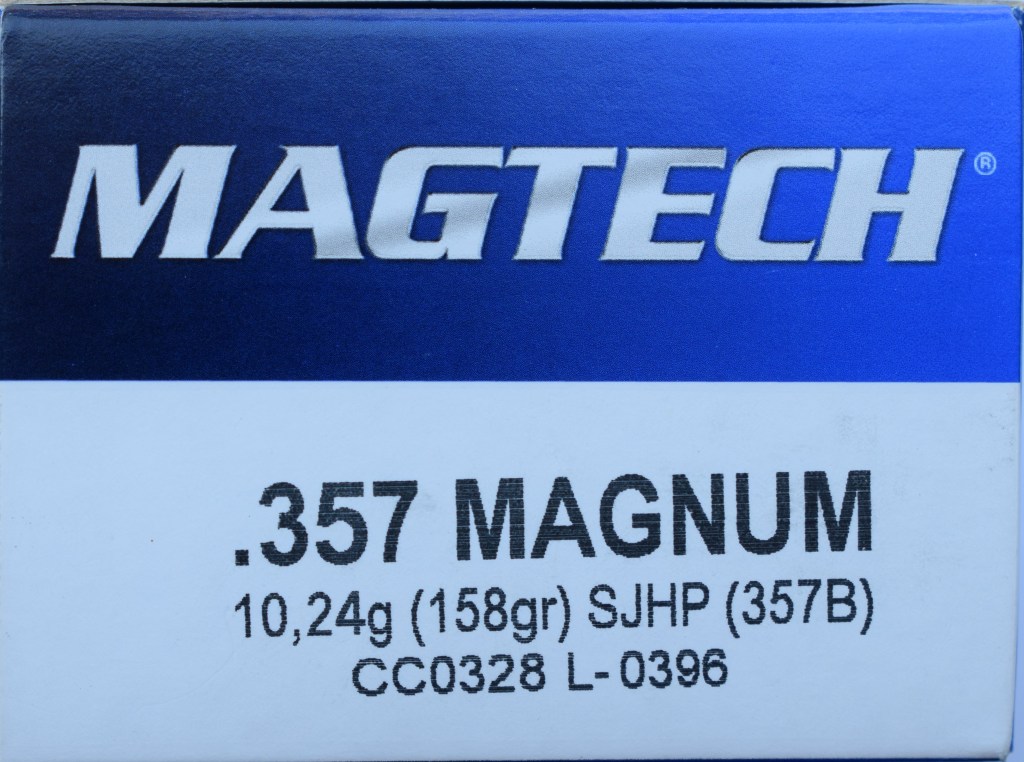 MAGTECH®
.357 MAGNUM
10,24g (158gr) SJHP (357B)
CC0328 L-0396